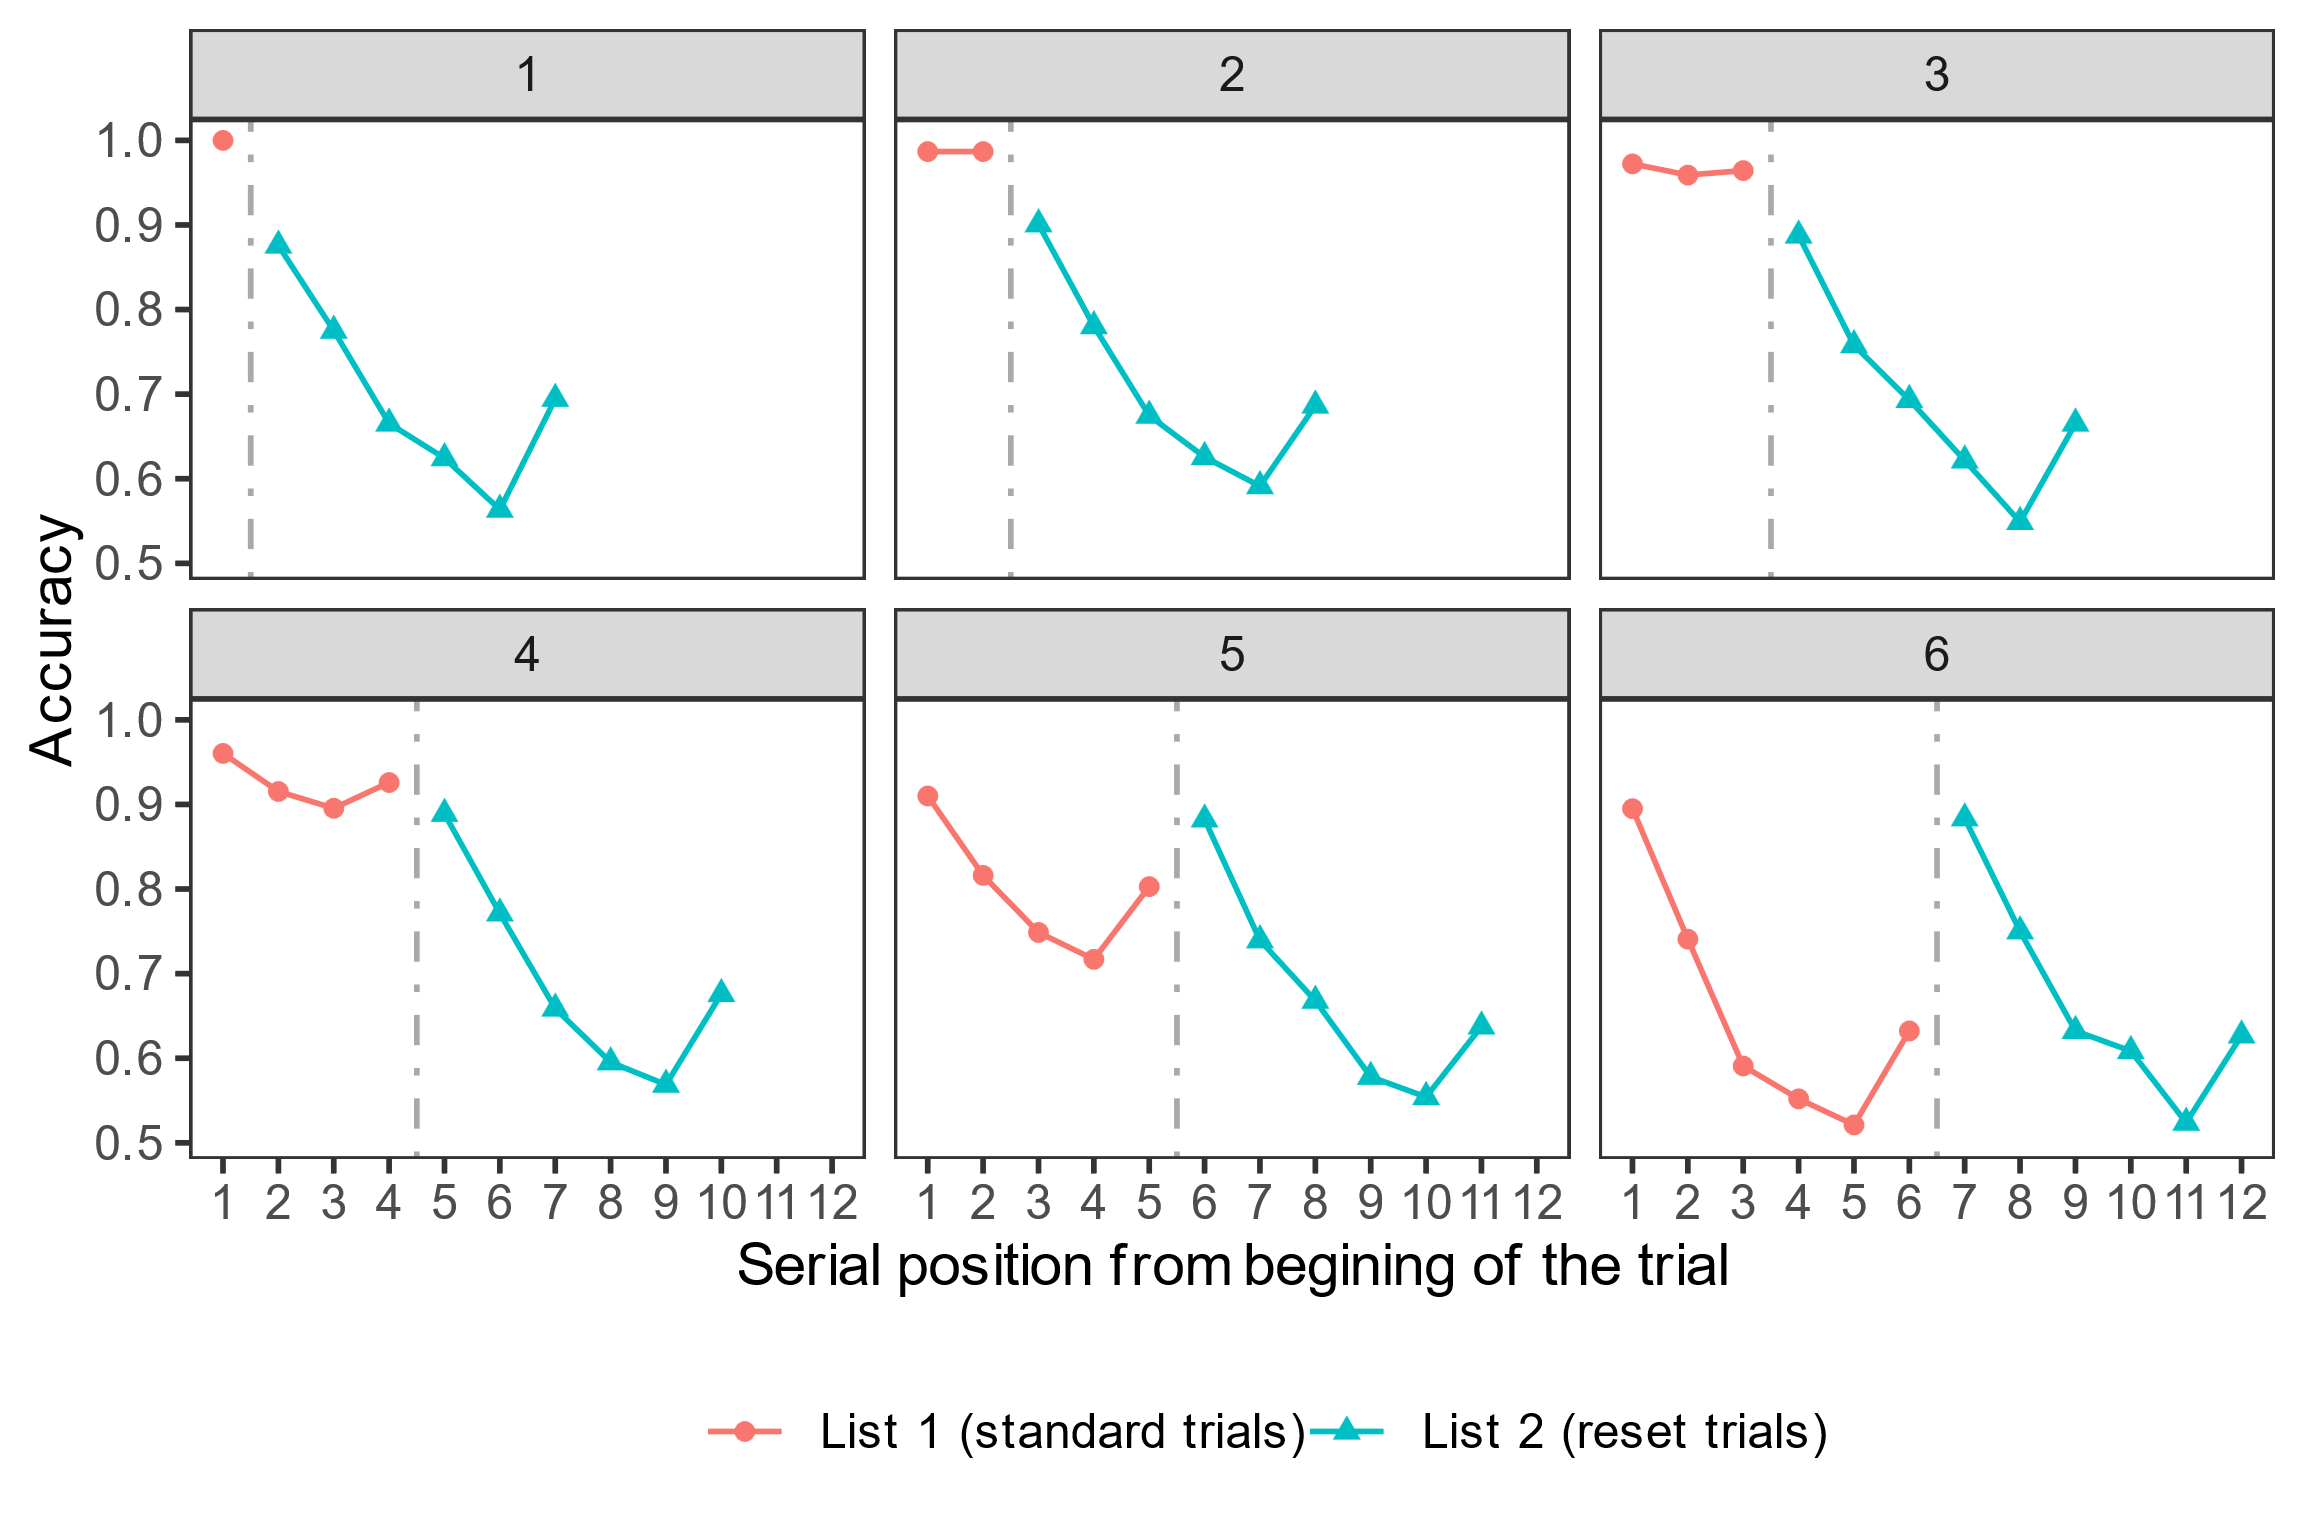 1 2 3
1.0
0.9
0.8
0.7
0.6
0.5
Accuracy
4 5 6
1.0
0.9
0.8
0.7
0.6
0.5
1 2 3 4 5 6 7 8 9 10 11 12 1 2 3 4 5 6 7 8 9 10 11 12 1 2 3 4 5 6 7 8 9 10 11 12
Serial position from begining of the trial
List 1 (standard trials) List 2 (reset trials)